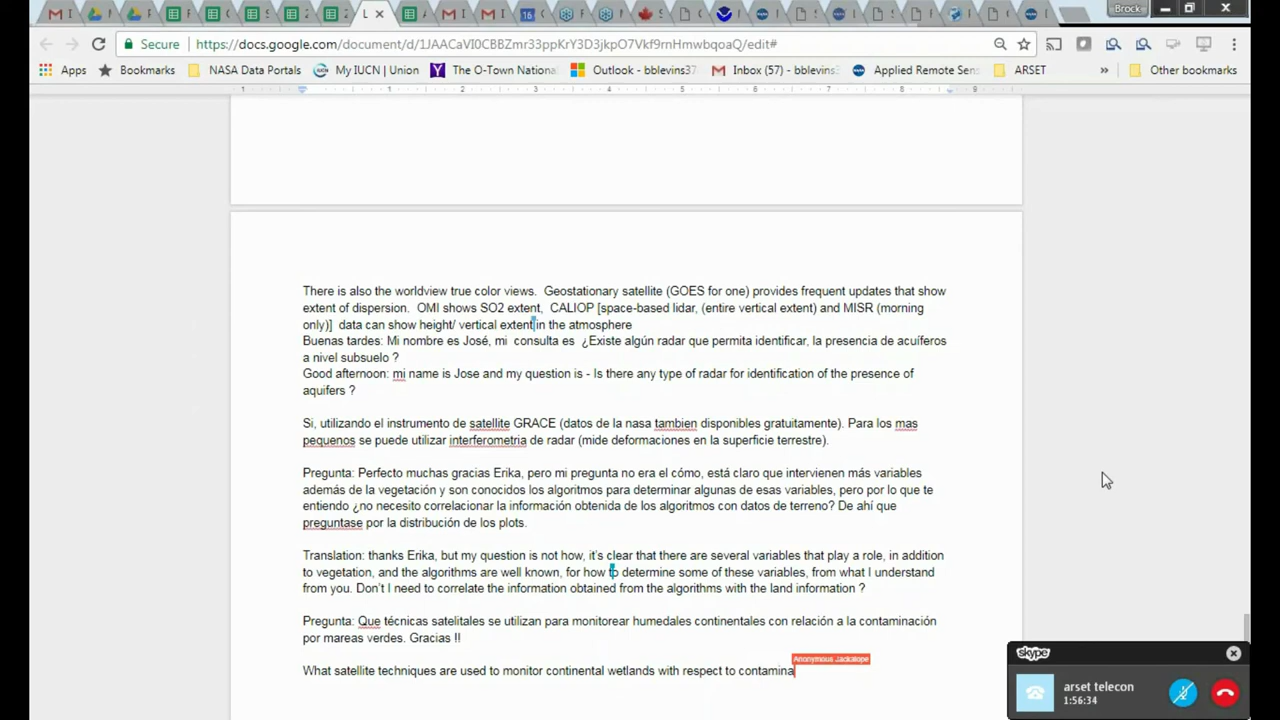 Brock
Secure https://docs.google.com/document/d/1JAACaVI0CBBZmr33ppKrY3D3jkpO7Vkf9rnHmwbqoaQ/edit#
Apps Bookmarks NASA Data Portals My IUCN | Union The O-Town National Outlook - bblevins37 Inbox (57) - bblevins Applied Remote Sens ARSET » Other bookmarks
1 1 2 3 4 5 6 7 8 9
There is also the worldview true color views. Geostationary satellite (GOES for one) provides frequent updates that show
extent of dispersion. OMI shows SO2 extent, CALIOP [space-based lidar, (entire vertical extent) and MISR (morning
only)] data can show height/ vertical extent in the atmosphere
Buenas tardes: Mi nombre es José, mi consulta es ¿Existe algún radar que permita identificar, la presencia de acuíferos
a nivel subsuelo ?
Good afternoon: mi name is Jose and my question is - Is there any type of radar for identification of the presence of
aquifers ?
Si, utilizando el instrumento de satellite GRACE (datos de la nasa tambien disponibles gratuitamente). Para los mas
pequenos se puede utilizar interferometria de radar (mide deformaciones en la superficie terrestre).
Pregunta: Perfecto muchas gracias Erika, pero mi pregunta no era el cómo, está claro que intervienen más variables
además de la vegetación y son conocidos los algoritmos para determinar algunas de esas variables, pero por lo que te
entiendo ¿no necesito correlacionar la información obtenida de los algoritmos con datos de terreno? De ahí que
preguntase por la distribución de los plots.
Translation: thanks Erika, but my question is not how, it's clear that there are several variables that play a role, in addition
to vegetation, and the algorithms are well known, for how to determine some of these variables, from what I understand
from you. Don't I need to correlate the information obtained from the algorithms with the land information ?
Pregunta: Que técnicas satelitales se utilizan para monitorear humedales continentales con relación a la contaminación
por mareas verdes. Gracias !!
Anonymous Jackalope
What satellite techniques are used to monitor continental wetlands with respect to contamina
skype
arset telecon
1:56:34